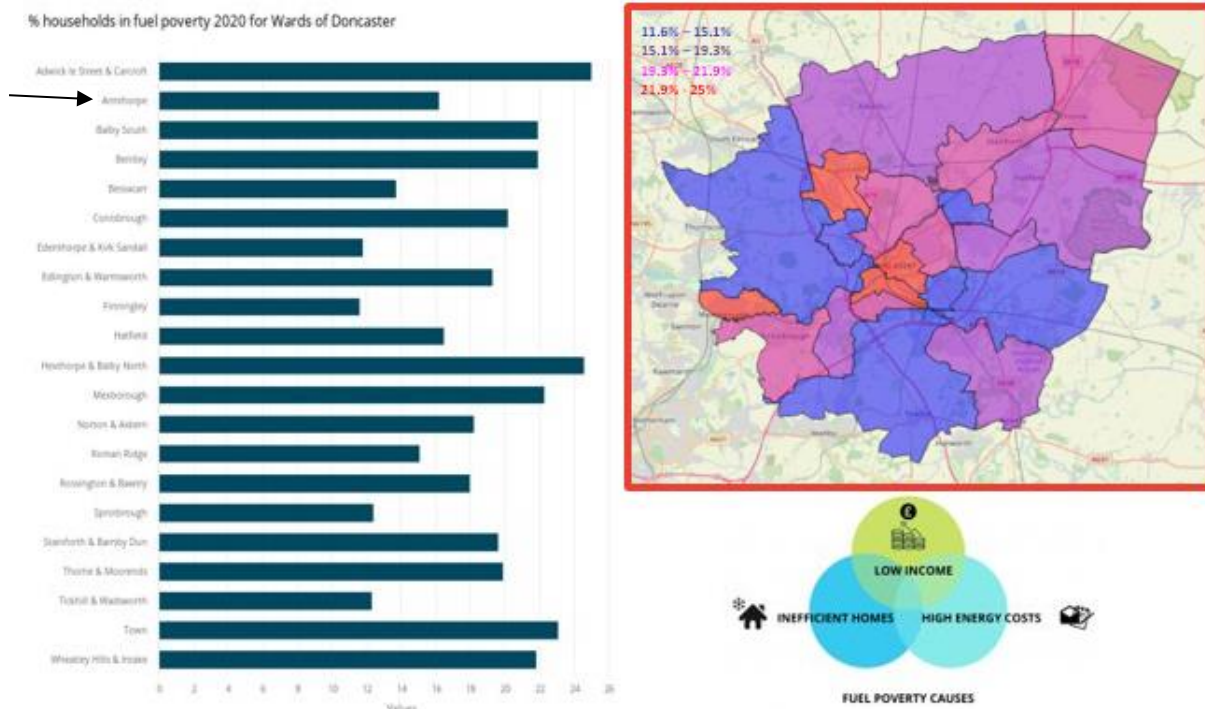 % households in fuel poverty 2020 for Wards of Doncaster
Adwick le Street & Carcroft
Armthorpe
Balby South
Bentley
Bessacarr
Conisbrough
Edenthorpe & Kirk Sandall
Edlington & Warmsworth
Finningley
Hatfield
Hexthorpe & Balby North
Mexborough
Norton & Askern
Roman Ridge
Rossington & Bawtry
Sprotbrough
Stainforth & Barnby Dun
Thorne & Moorends
Tickhill & Wadworth
Town
Wheatley Hills & Intake
0 2 4 6 8 10 12 14 16 18 20 22 24 26
Values
11.6% – 15.1%
15.1% – 19.3%
19.3% – 21.9%
21.9% - 25%
£
LOW INCOME
INEFFICIENT HOMES
HIGH ENERGY COSTS
FUEL POVERTY CAUSES